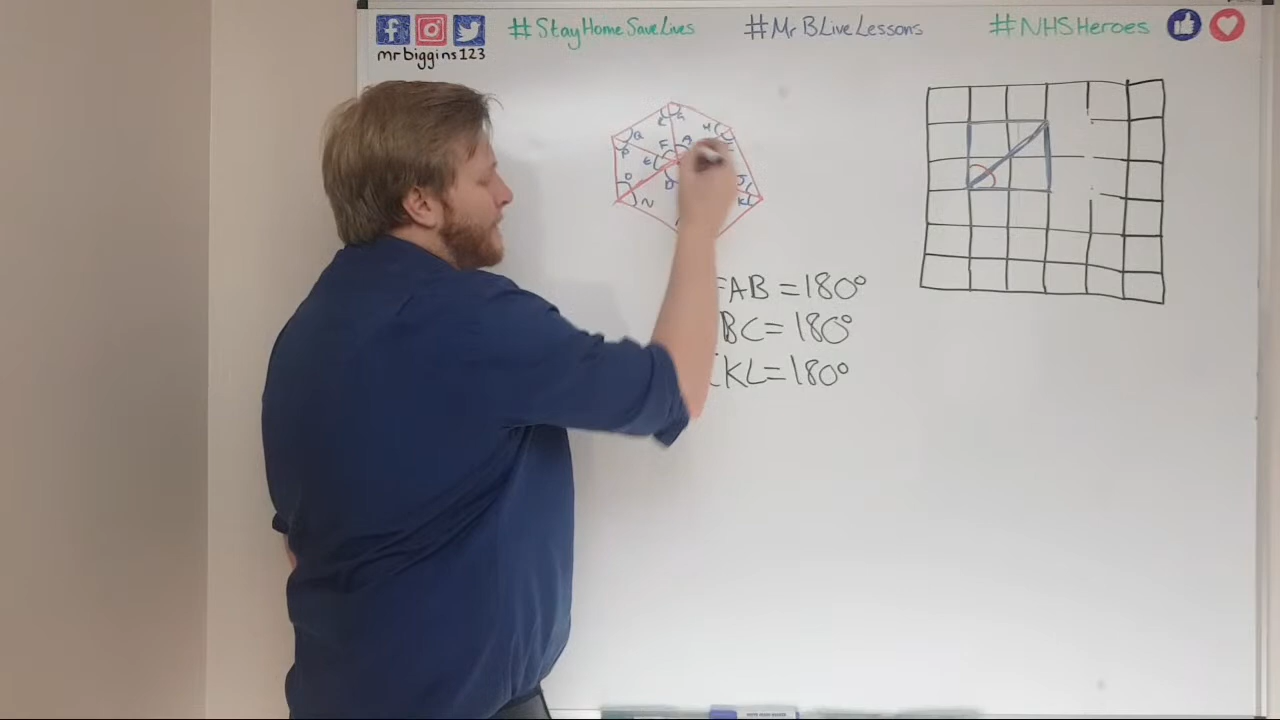 #StayHomeSaveLives #MrBLiveLessons #NHSHeroes
mrbiggins123
FAB = 180°
BC = 180°
KL = 180°